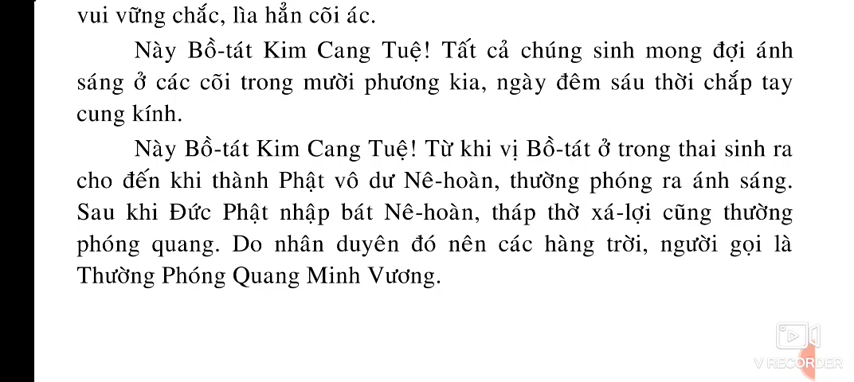 vui vững chắc, lìa hẳn cõi ác.
Này Bồ-tát Kim Cang Tuệ! Tất cả chúng sinh mong đợi ánh
sáng ở các cõi trong mười phương kia, ngày đêm sáu thời chắp tay
cung kính.
Này Bồ-tát Kim Cang Tuệ! Từ khi vị Bồ-tát ở trong thai sinh ra
cho đến khi thành Phật vô dư Nê-hoàn, thường phóng ra ánh sáng.
Sau khi Đức Phật nhập bát Nê-hoàn, tháp thờ xá-lợi cũng thường
phóng quang. Do nhân duyên đó nên các hàng trời, người gọi là
Thường Phóng Quang Minh Vương.
V RECORDER